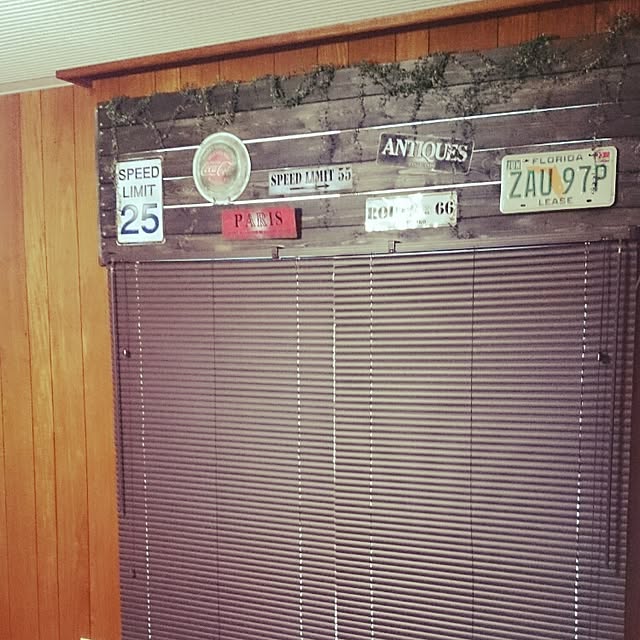 SPEED
LIMIT
25
Coca-Cola
SPEED LIMIT 55
PARIS
ANTIQUES
ROUTE 66
FLORIDA
ZAU 97P
LEASE